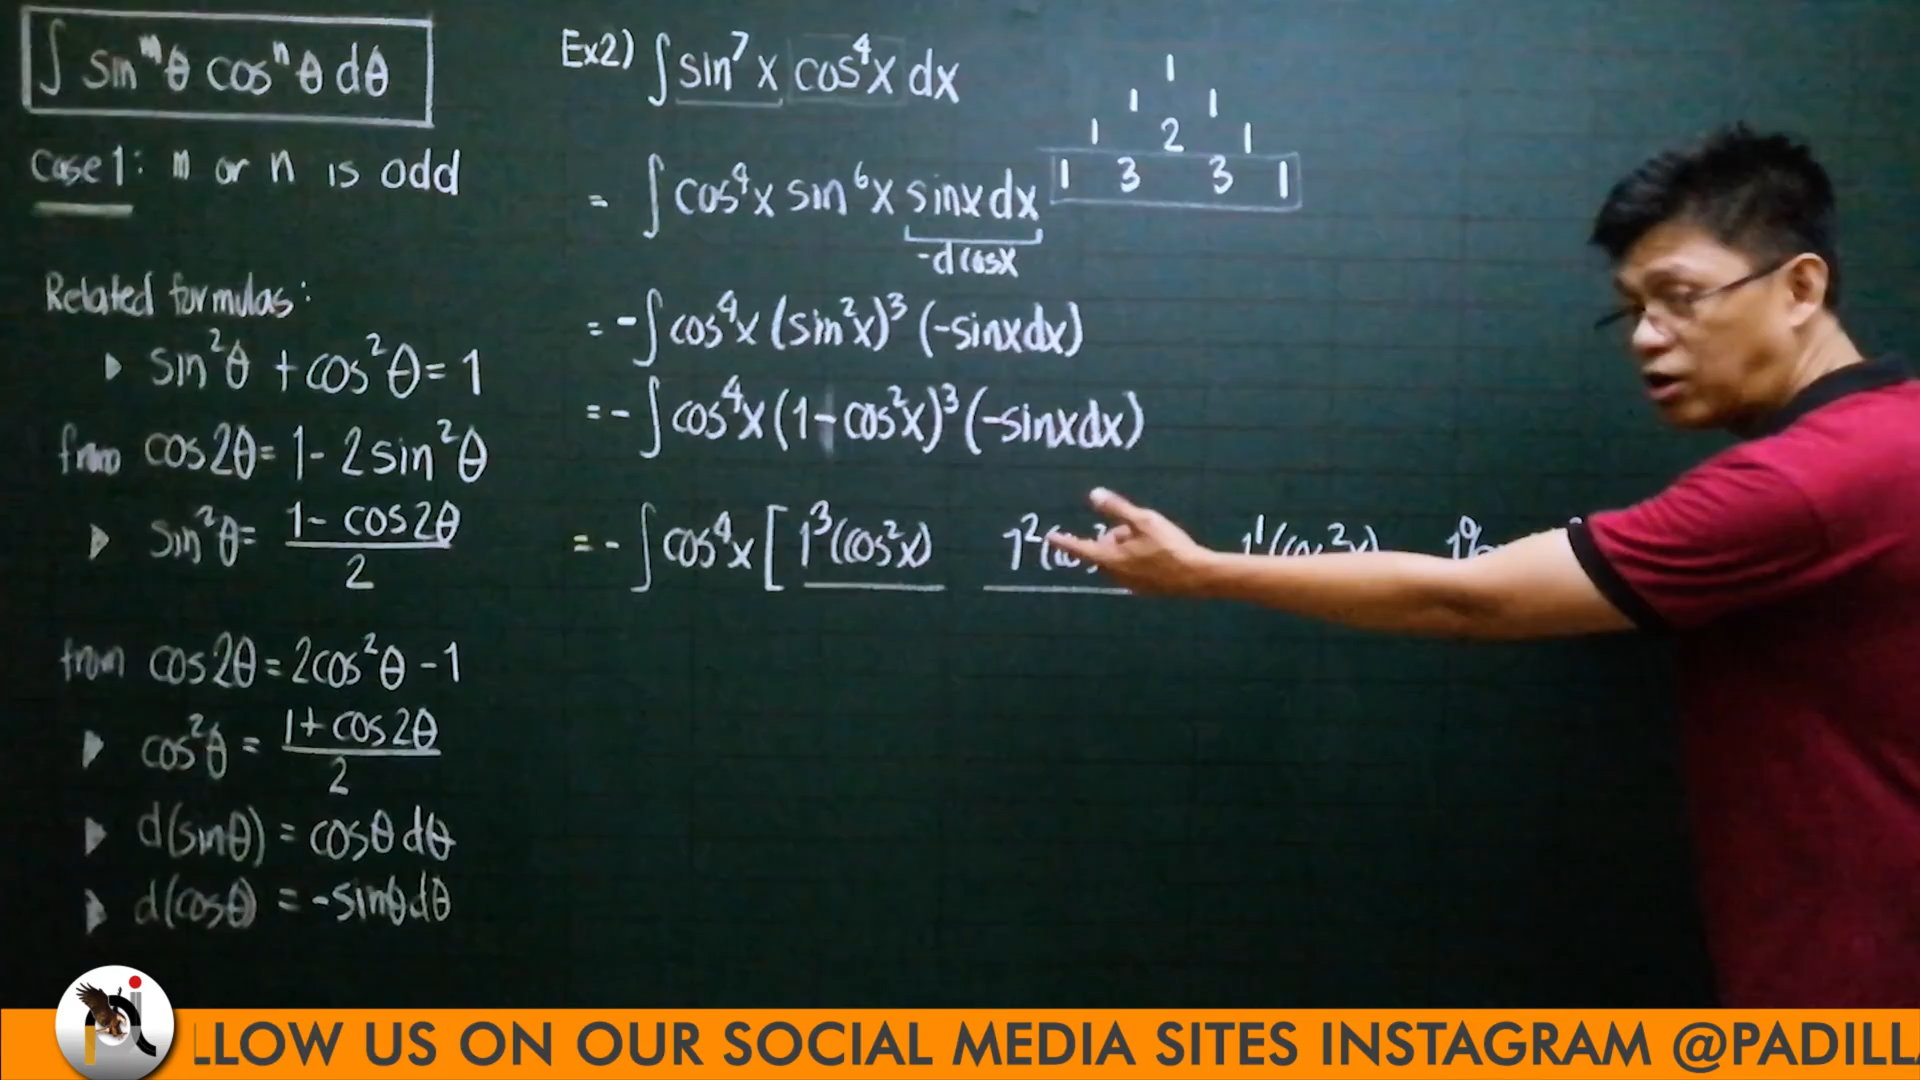 ∫ sin^m θ cos^n θ dθ
Case 1: m or n is odd
Related formulas:
▸ sin²θ + cos²θ = 1
from cos2θ = 1 - 2sin²θ
▸ sin²θ = (1 - cos2θ)/2
from cos2θ = 2cos²θ - 1
▸ cos²θ = (1 + cos2θ)/2
▸ d(sinθ) = cosθ dθ
▸ d(cosθ) = -sinθ dθ
Ex2) ∫ sin⁷x cos⁴x dx
= ∫ cos⁴x sin⁶x sinx dx
-d cosx
= -∫ cos⁴x (sin²x)³ (-sinx dx)
= -∫ cos⁴x (1 - cos²x)³ (-sinx dx)
= -∫ cos⁴x [ 1³(cos²x) 1²( 1¹(cos²x) 1⁰
1
1 1
1 2 1
1 3 3 1
LLOW US ON OUR SOCIAL MEDIA SITES INSTAGRAM @PADILL